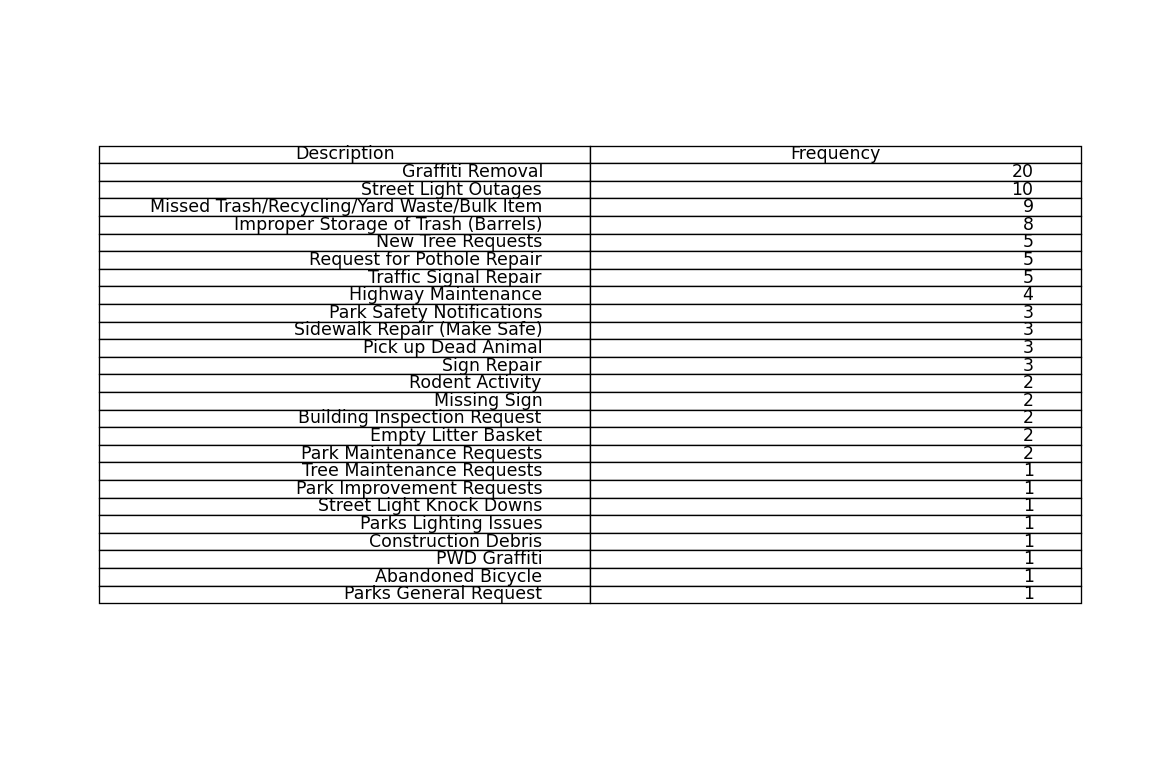 Description Frequency
Graffiti Removal 20
Street Light Outages 10
Missed Trash/Recycling/Yard Waste/Bulk Item 9
Improper Storage of Trash (Barrels) 8
New Tree Requests 5
Request for Pothole Repair 5
Traffic Signal Repair 5
Highway Maintenance 4
Park Safety Notifications 3
Sidewalk Repair (Make Safe) 3
Pick up Dead Animal 3
Sign Repair 3
Rodent Activity 2
Missing Sign 2
Building Inspection Request 2
Empty Litter Basket 2
Park Maintenance Requests 2
Tree Maintenance Requests 1
Park Improvement Requests 1
Street Light Knock Downs 1
Parks Lighting Issues 1
Construction Debris 1
PWD Graffiti 1
Abandoned Bicycle 1
Parks General Request 1